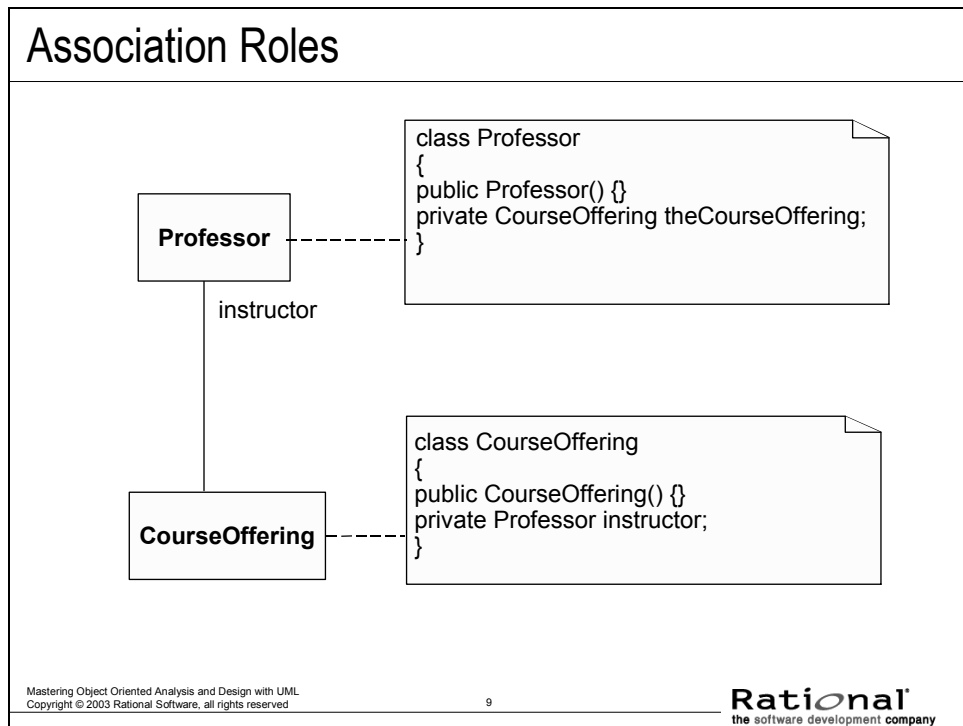 Association Roles
class Professor
{
public Professor() {}
private CourseOffering theCourseOffering;
}
Professor
instructor
class CourseOffering
{
public CourseOffering() {}
private Professor instructor;
}
CourseOffering
Mastering Object Oriented Analysis and Design with UML
Copyright © 2003 Rational Software, all rights reserved
9
Rational
the software development company